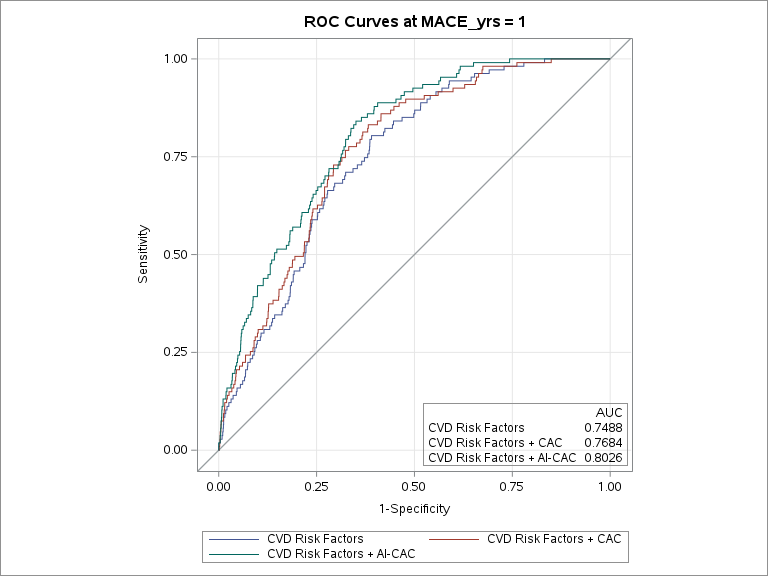 ROC Curves at MACE_yrs = 1
1.00
0.75
0.50
0.25
0.00
Sensitivity
AUC
CVD Risk Factors 0.7488
CVD Risk Factors + CAC 0.7684
CVD Risk Factors + AI-CAC 0.8026
0.00 0.25 0.50 0.75 1.00
1-Specificity
CVD Risk Factors CVD Risk Factors + CAC
CVD Risk Factors + AI-CAC